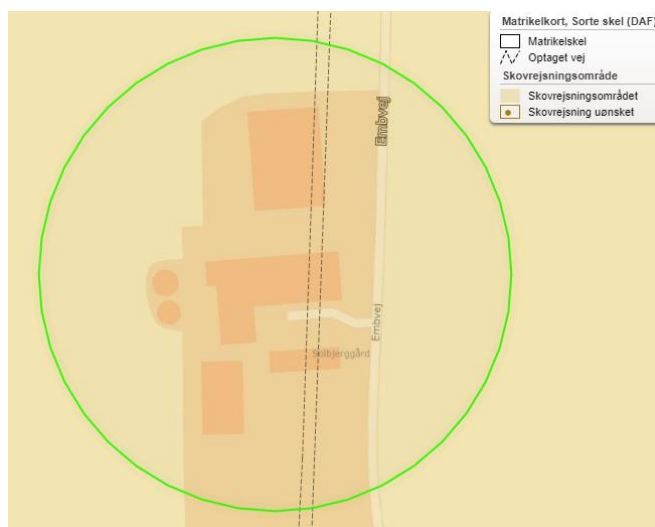 Matrikelkort, Sorte skel (DAF)
Matrikelskel
Optaget vej
Skovrejsningsområde
Skovrejsningsområdet
Skovrejsning uønsket
Embvej
Embvej
Solbjerggård